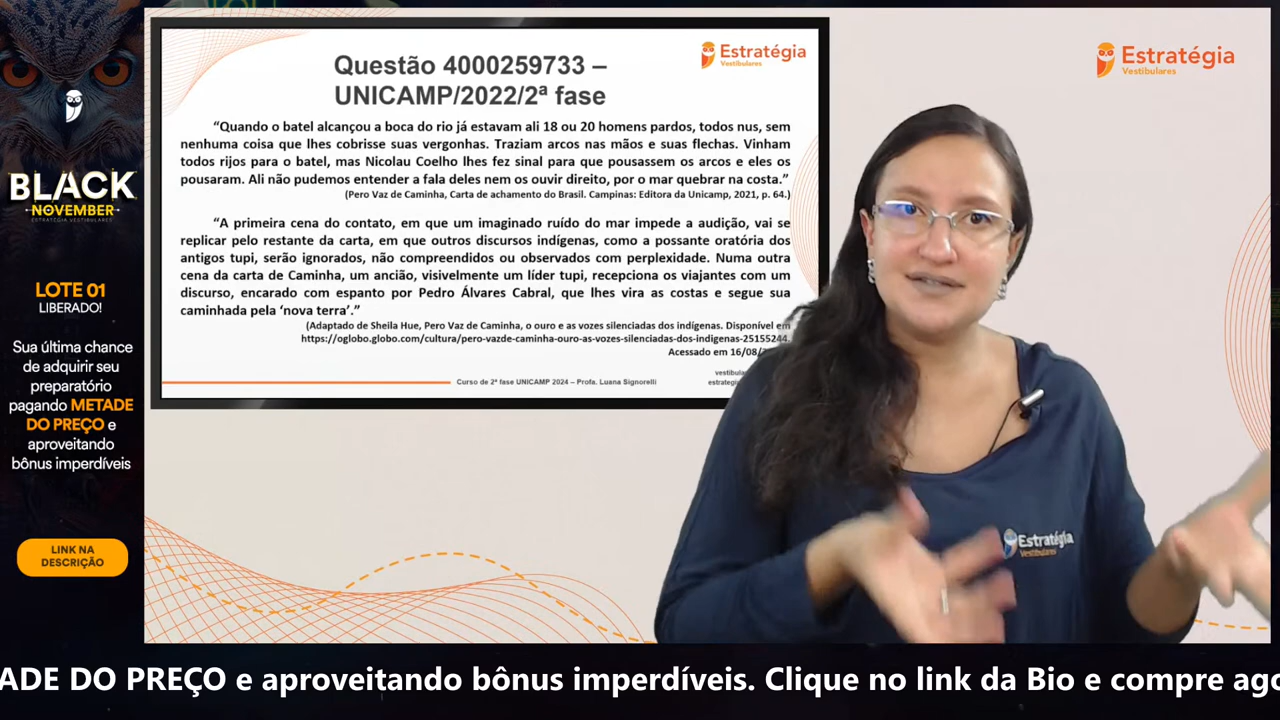 Questão 4000259733 –
UNICAMP/2022/2ª fase
Estratégia
Vestibulares
“Quando o batel alcançou a boca do rio já estavam ali 18 ou 20 homens pardos, todos nus, sem
nenhuma coisa que lhes cobrisse suas vergonhas. Traziam arcos nas mãos e suas flechas. Vinham
todos rijos para o batel, mas Nicolau Coelho lhes fez sinal para que pousassem os arcos e eles os
pousaram. Ali não pudemos entender a fala deles nem os ouvir direito, por o mar quebrar na costa.”
(Pero Vaz de Caminha, Carta de achamento do Brasil. Campinas: Editora da Unicamp, 2021, p. 64.)
“A primeira cena do contato, em que um imaginado ruído do mar impede a audição, vai se
replicar pelo restante da carta, em que outros discursos indígenas, como a possante oratória dos
antigos tupi, serão ignorados, não compreendidos ou observados com perplexidade. Numa outra
cena da carta de Caminha, um ancião, visivelmente um líder tupi, recepciona os viajantes com um
discurso, encarado com espanto por Pedro Álvares Cabral, que lhes vira as costas e segue sua
caminhada pela ‘nova terra’.”
(Adaptado de Sheila Hue, Pero Vaz de Caminha, o ouro e as vozes silenciadas dos indígenas. Disponível em
https://oglobo.globo.com/cultura/pero-vazde-caminha-ouro-as-vozes-silenciadas-dos-indigenas-25155244.
Acessado em 16/08/
Curso de 2ª fase UNICAMP 2024 – Profa. Luana Signorelli
Estratégia
Vestibulares
BLACK
NOVEMBER
ESTRATÉGIA VESTIBULARES
LOTE 01
LIBERADO!
Sua última chance
de adquirir seu
preparatório
pagando METADE
DO PREÇO e
aproveitando
bônus imperdíveis
LINK NA
DESCRIÇÃO
Estratégia
Vestibulares
ADE DO PREÇO e aproveitando bônus imperdíveis. Clique no link da Bio e compre ago